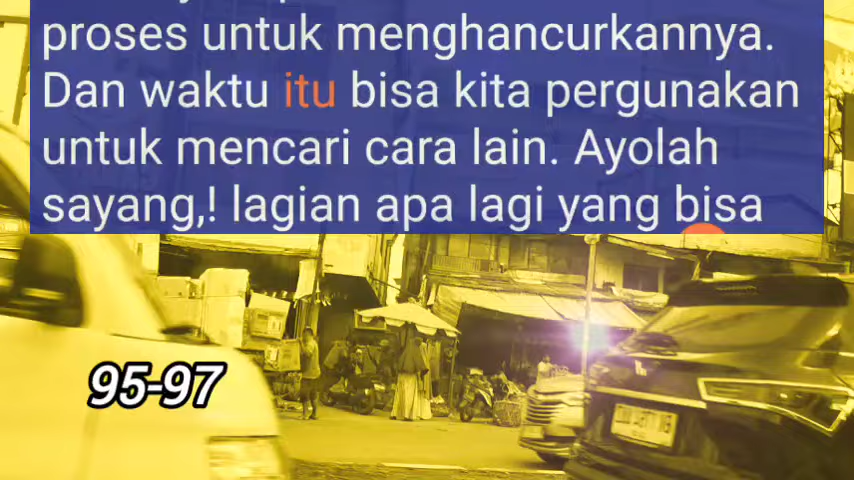 proses untuk menghancurkannya.
Dan waktu itu bisa kita pergunakan
untuk mencari cara lain. Ayolah
sayang,! lagian apa lagi yang bisa
95-97